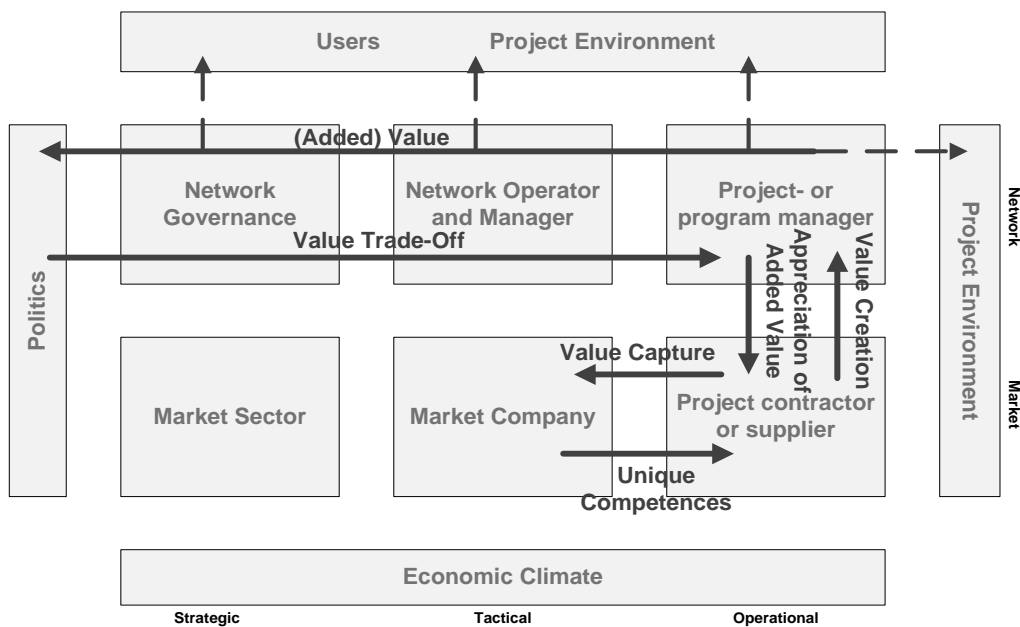 Users Project Environment
(Added) Value
Network
Governance
Network Operator
and Manager
Project- or
program manager
Value Trade-Off
Politics
Appreciation of
Added Value
Value Creation
Project Environment
Network
Market
Value Capture
Market Sector
Market Company
Project contractor
or supplier
Unique
Competences
Economic Climate
Strategic
Tactical
Operational